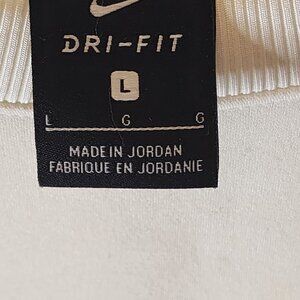 DRI-FIT
L
L G G
MADE IN JORDAN
FABRIQUE EN JORDANIE